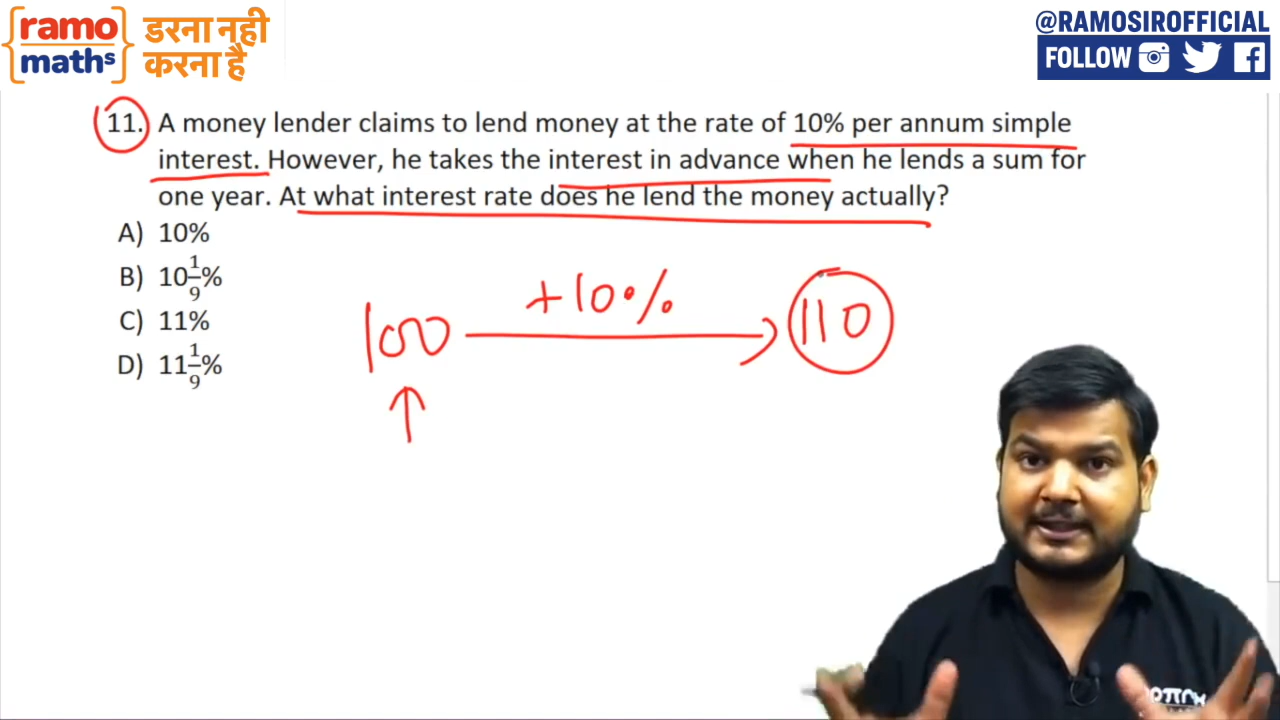 ramo
maths
डरना नही
करना है
@RAMOSIROFFICIAL
FOLLOW
11. A money lender claims to lend money at the rate of 10% per annum simple
interest. However, he takes the interest in advance when he lends a sum for
one year. At what interest rate does he lend the money actually?
A) 10%
B) 10 1/9%
C) 11%
D) 11 1/9%
100 +10% 110